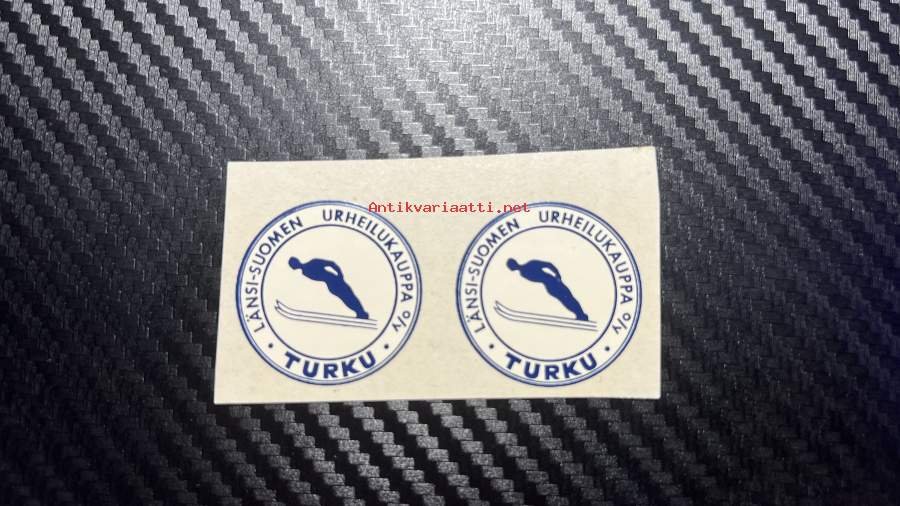 Antikvariaatti.net
LÄNSI-SUOMEN URHEILUKAUPPA O/Y
• TURKU •
LÄNSI-SUOMEN URHEILUKAUPPA O/Y
• TURKU •